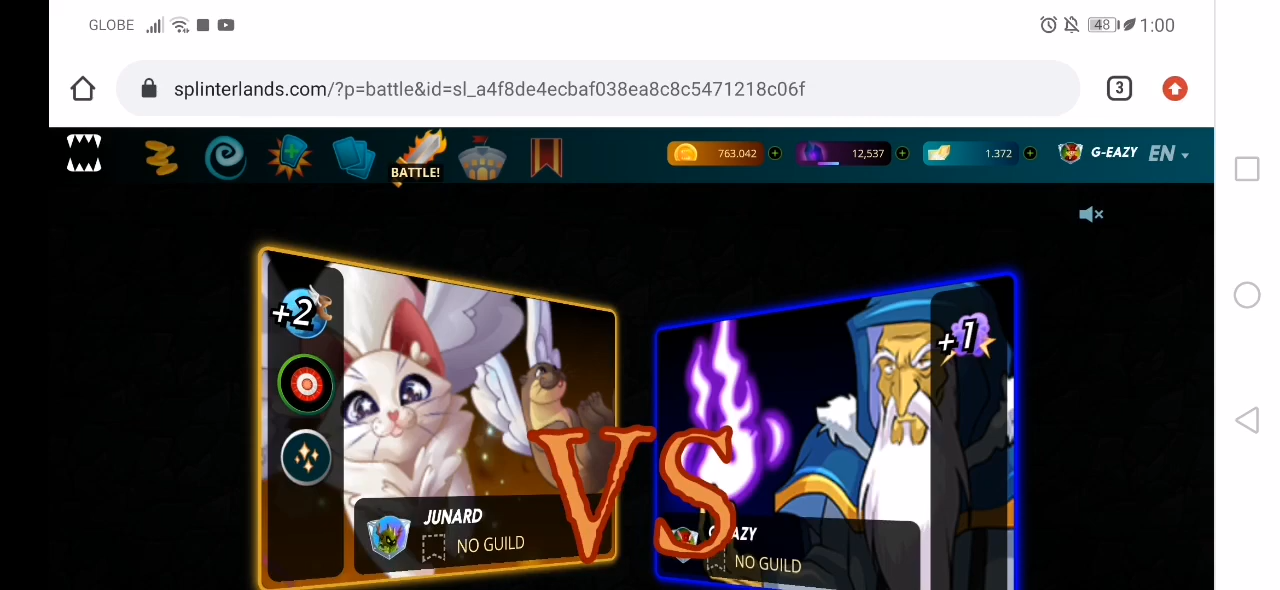 GLOBE
48 1:00
splinterlands.com/?p=battle&id=sl_a4f8de4ecbaf038ea8c8c5471218c06f
3
BATTLE!
763.042
12,537
1.372
G-EAZY
EN
+2
+1
VS
JUNARD
NO GUILD
NO GUILD